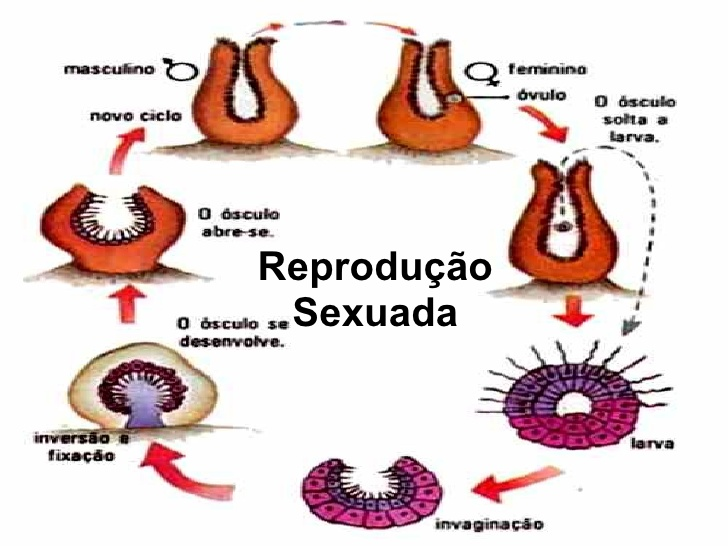 masculino
feminino
óvulo
O ósculo
solta a
larva.
novo ciclo
O ósculo
abre-se.
Reprodução
Sexuada
O ósculo se
desenvolve.
inversão e
fixação
larva
invaginação